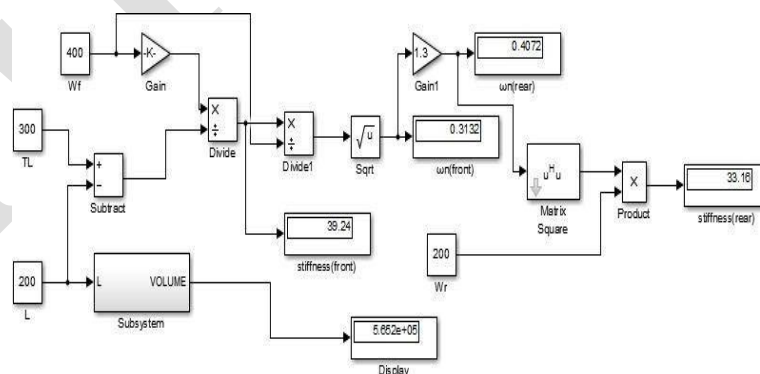 400
Wf
-K-
Gain
300
TL
+
−
Subtract
×
÷
Divide
×
÷
Divide1
√u
Sqrt
1.3
Gain1
0.4072
ωn(rear)
0.3132
ωn(front)
u^H u
Matrix
Square
×
Product
33.16
stiffness(rear)
39.24
stiffness(front)
200
Wr
200
L
L VOLUME
Subsystem
5.652e+05
Display